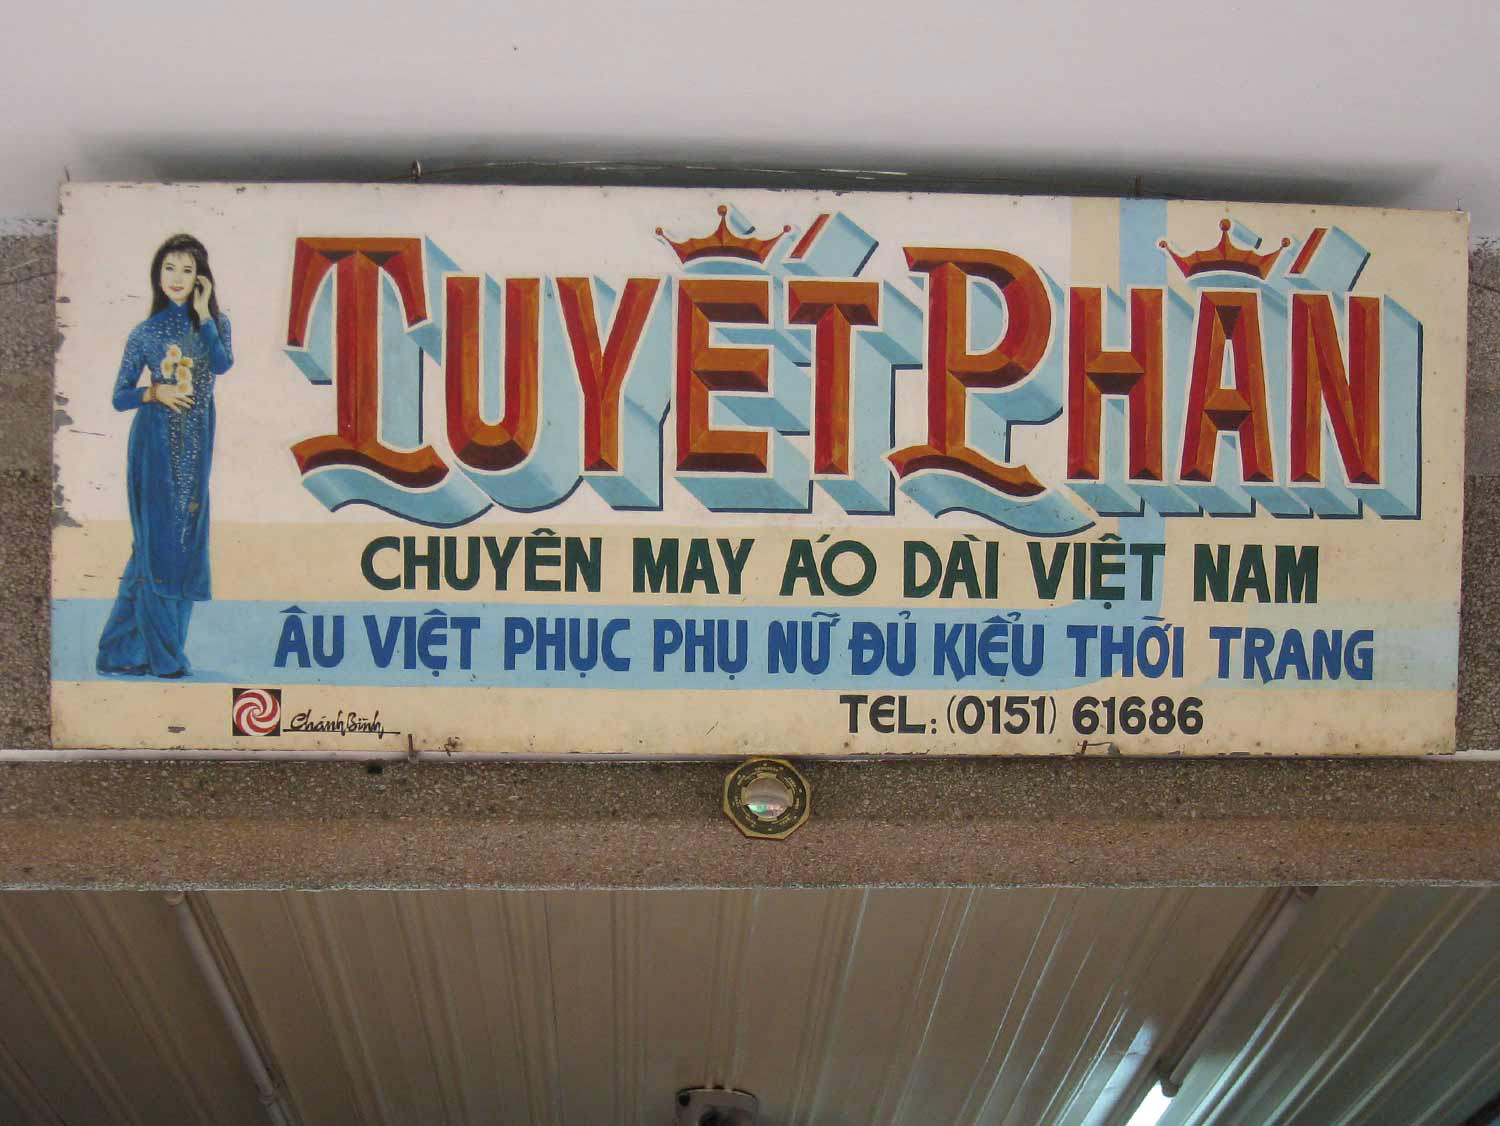 TUYẾT PHẤN
CHUYÊN MAY ÁO DÀI VIỆT NAM
ÂU VIỆT PHỤC PHỤ NỮ ĐỦ KIỂU THỜI TRANG
Chánh Bình
TEL: (0151) 61686